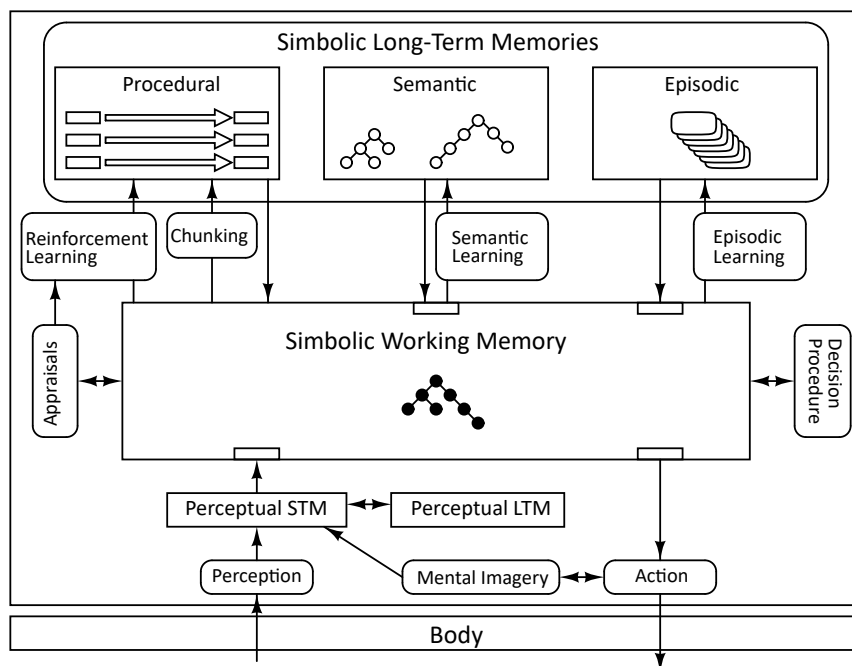 Simbolic Long-Term Memories
Procedural
Semantic
Episodic
Reinforcement
Learning
Chunking
Semantic
Learning
Episodic
Learning
Appraisals
Simbolic Working Memory
Decision
Procedure
Perceptual STM
Perceptual LTM
Perception
Mental Imagery
Action
Body